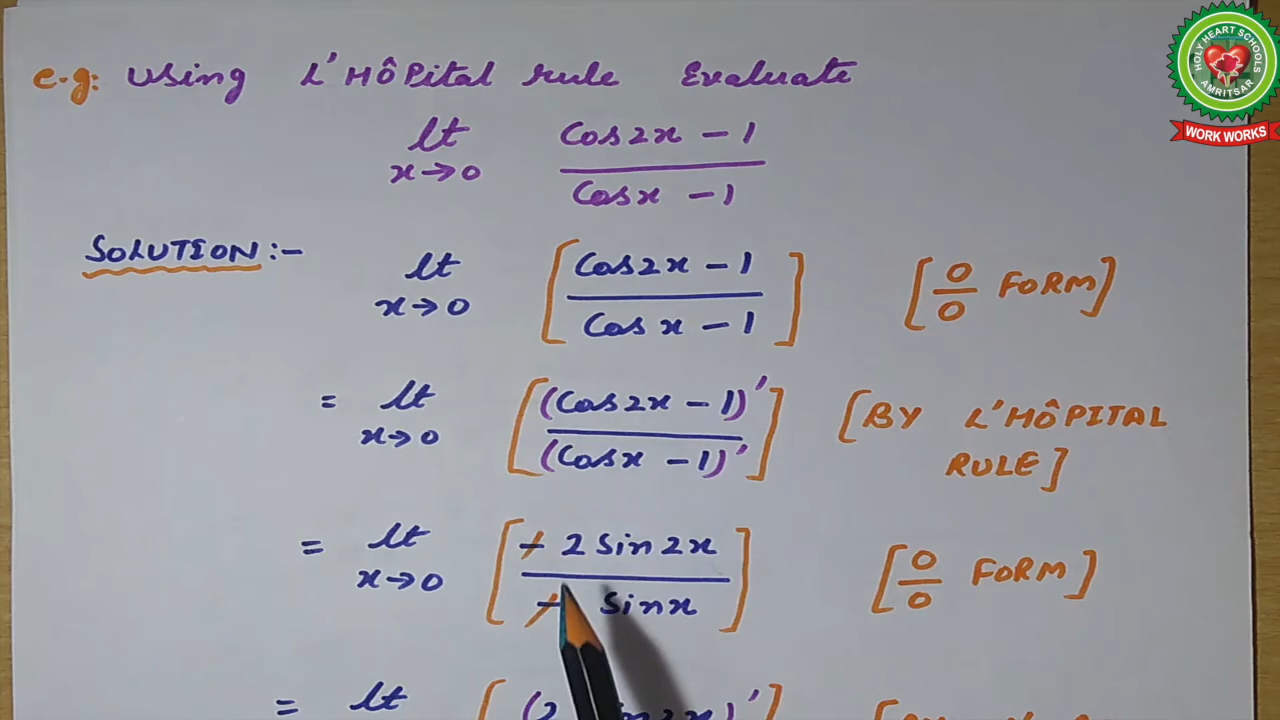 e.g: Using L'HôPital rule Evaluate
lt x→0 Cos2x - 1 / Cosx - 1
SOLUTION:- lt x→0 [Cos2x - 1 / Cos x - 1] [0/0 FORM]
= lt x→0 [(Cos2x - 1)' / (Cosx - 1)'] [BY L'HÔPITAL
RULE]
= lt x→0 [- 2 Sin2x / - Sinx] [0/0 FORM]
= lt [(2 Sin2x)'
HOLY HEART SCHOOLS
AMRITSAR
WORK WORKS